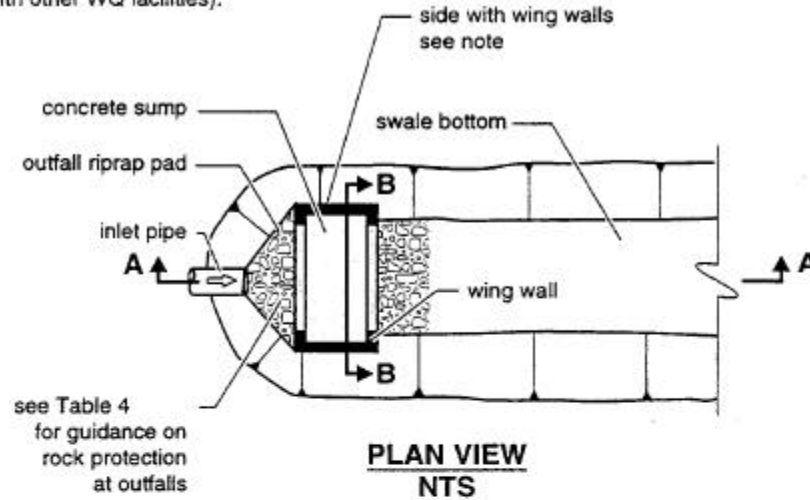 with other WQ facilities).
side with wing walls
see note
concrete sump
swale bottom
outfall riprap pad
B
inlet pipe
A
A
wing wall
B
see Table 4
for guidance on
rock protection
at outfalls
PLAN VIEW
NTS